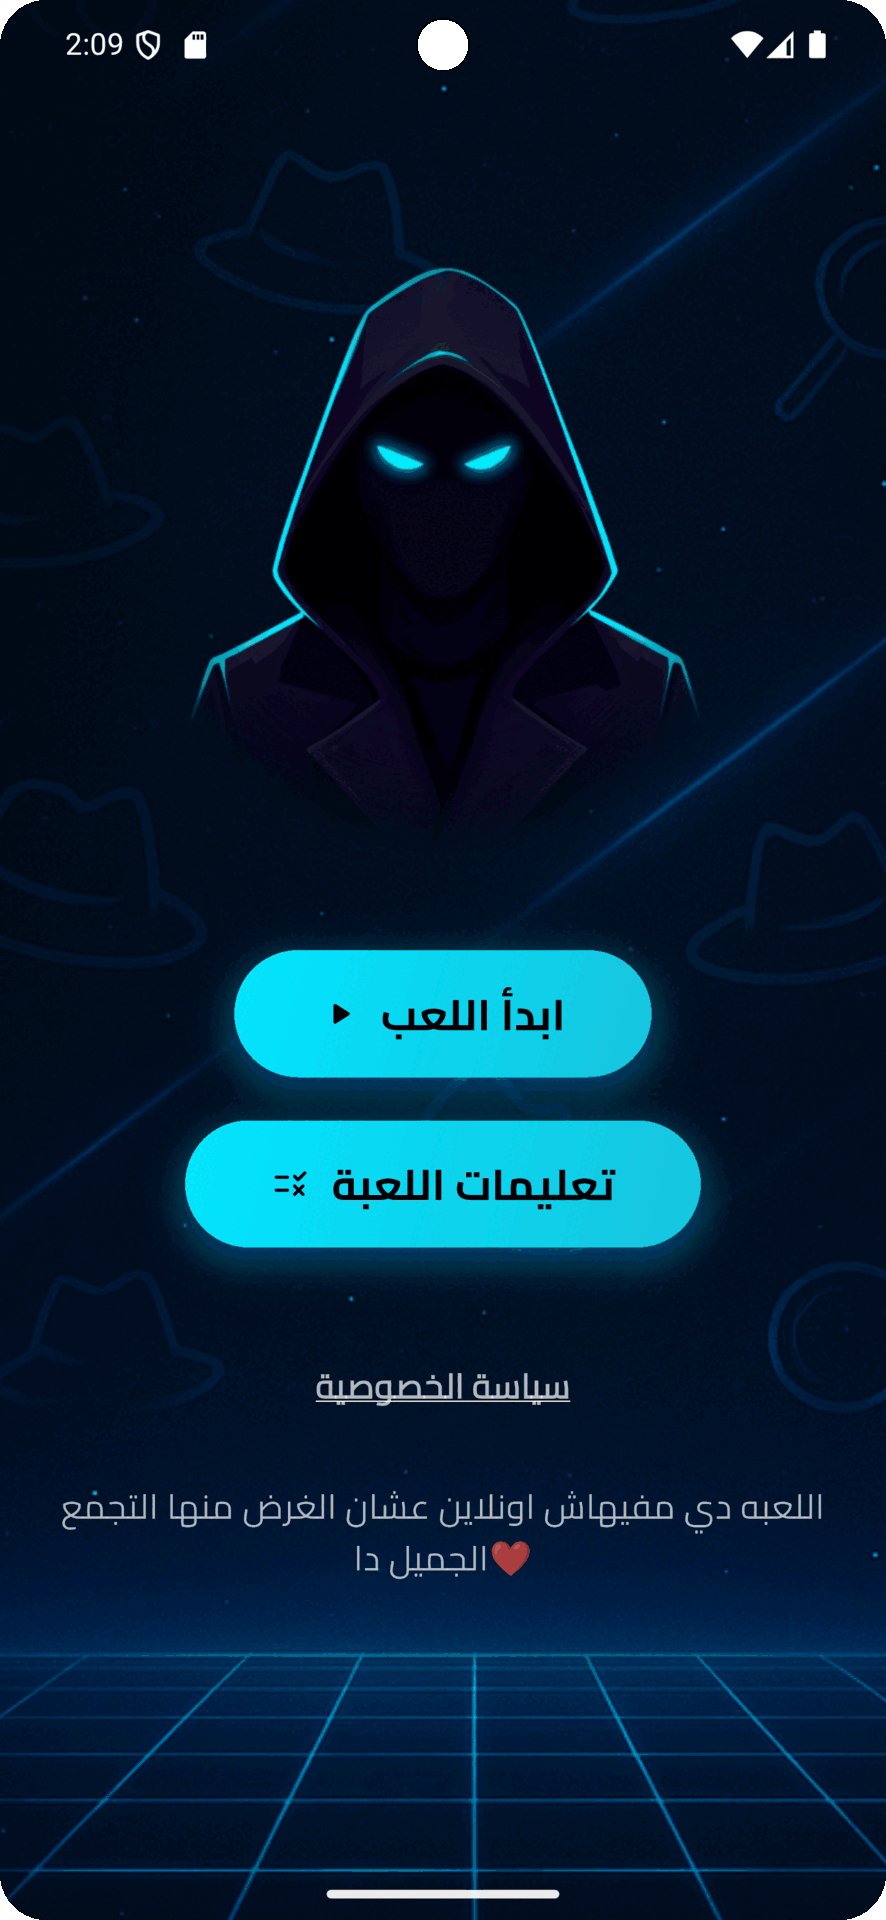 2:09
ابدأ اللعب
تعليمات اللعبة
سياسة الخصوصية
اللعبه دي مفيهاش اونلاين عشان الغرض منها التجمع
❤️الجميل دا